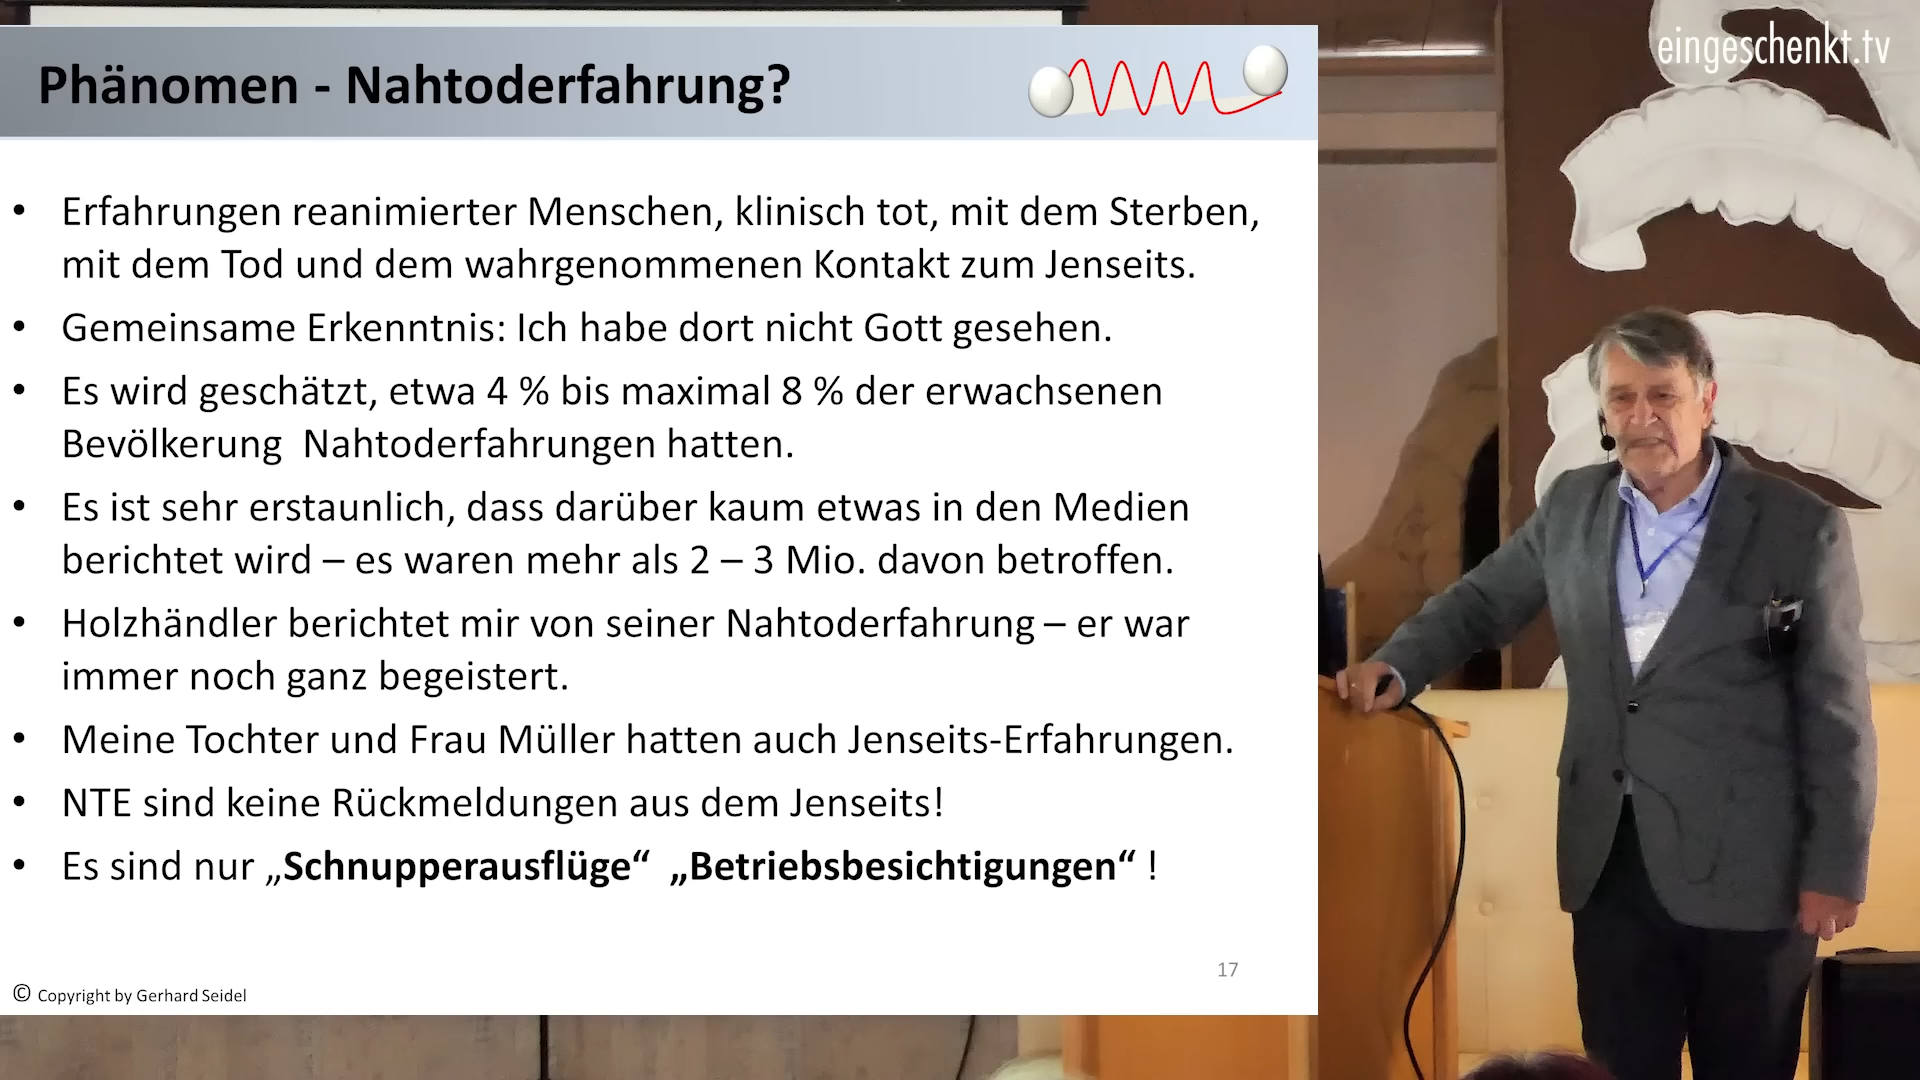 eingeschenkt.tv
Phänomen - Nahtoderfahrung?
• Erfahrungen reanimierter Menschen, klinisch tot, mit dem Sterben,
mit dem Tod und dem wahrgenommenen Kontakt zum Jenseits.
• Gemeinsame Erkenntnis: Ich habe dort nicht Gott gesehen.
• Es wird geschätzt, etwa 4 % bis maximal 8 % der erwachsenen
Bevölkerung  Nahtoderfahrungen hatten.
• Es ist sehr erstaunlich, dass darüber kaum etwas in den Medien
berichtet wird – es waren mehr als 2 – 3 Mio. davon betroffen.
• Holzhändler berichtet mir von seiner Nahtoderfahrung – er war
immer noch ganz begeistert.
• Meine Tochter und Frau Müller hatten auch Jenseits-Erfahrungen.
• NTE sind keine Rückmeldungen aus dem Jenseits!
• Es sind nur „Schnupperausflüge“  „Betriebsbesichtigungen“ !
17
© Copyright by Gerhard Seidel